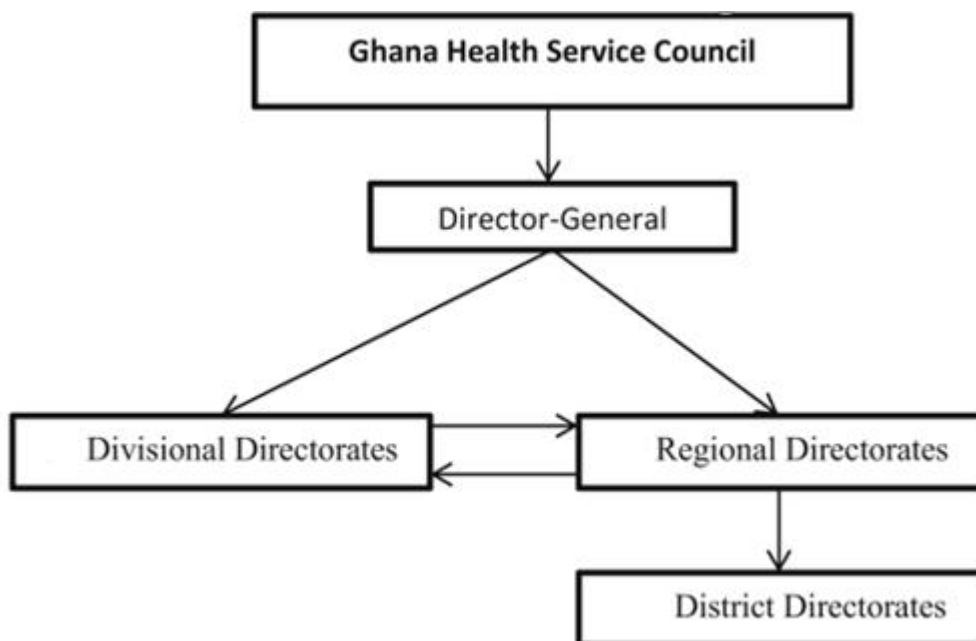 Ghana Health Service Council
Director-General
Divisional Directorates
Regional Directorates
District Directorates